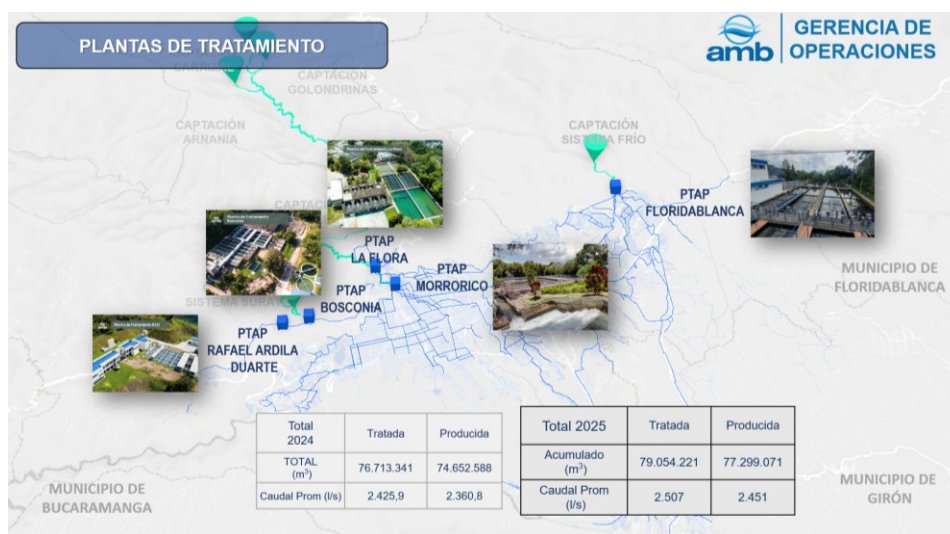 PLANTAS DE TRATAMIENTO
amb
GERENCIA DE
OPERACIONES
CAPTACIÓN
GOLONDRINAS
CAPTACIÓN
ARNANIA
CAPTACIÓN
SISTEMA FRÍO
PTAP
FLORIDABLANCA
PTAP
LA FLORA
PTAP
MORRORICO
PTAP
BOSCONIA
PTAP
RAFAEL ARDILA
DUARTE
MUNICIPIO DE
FLORIDABLANCA
Total
2024
Tratada
Producida
TOTAL
(m³)
76.713.341
74.652.588
Caudal Prom (l/s)
2.425,9
2.360,8
Total 2025
Tratada
Producida
Acumulado
(m³)
79.054.221
77.299.071
Caudal Prom
(l/s)
2.507
2.451
MUNICIPIO DE
BUCARAMANGA
MUNICIPIO DE
GIRÓN